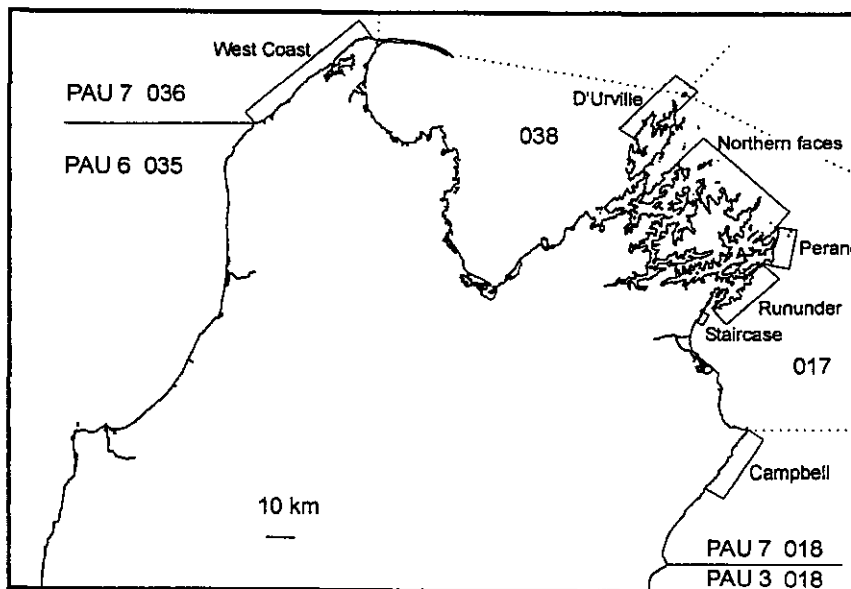 West Coast
PAU 7 036
PAU 6 035
D'Urville
038
Northern faces
Peran
Rununder
Staircase
017
Campbell
10 km
PAU 7 018
PAU 3 018